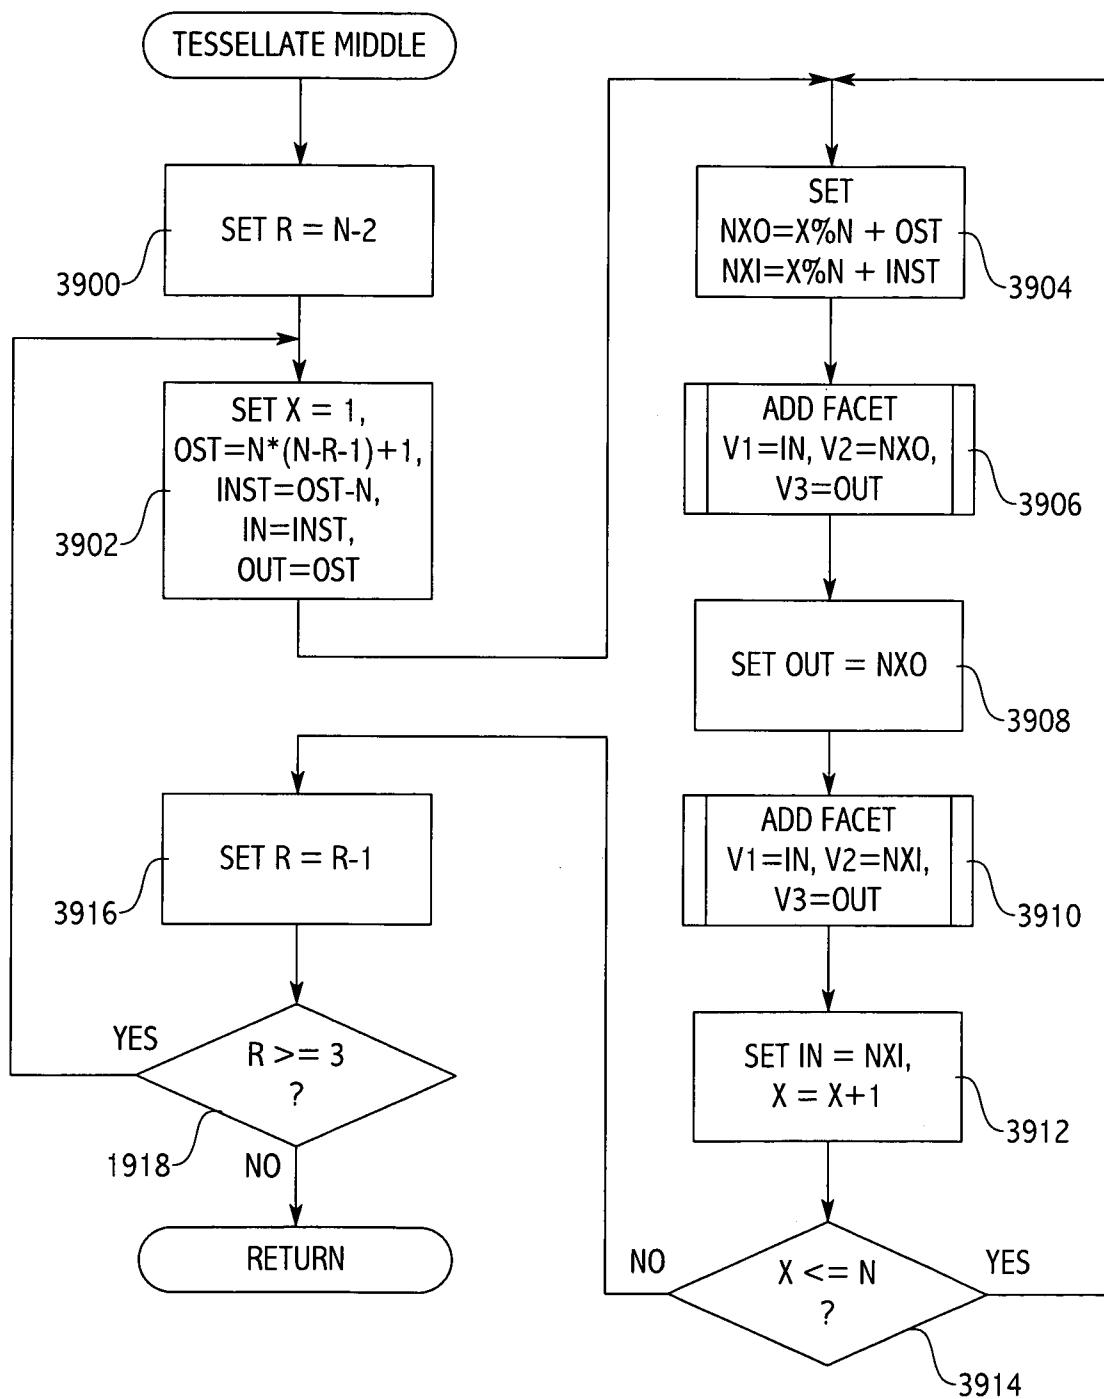 TESSELLATE MIDDLE
SET R = N-2
3900
SET X = 1,
OST=N*(N-R-1)+1,
INST=OST-N,
IN=INST,
OUT=OST
3902
SET
NXO=X%N + OST
NXI=X%N + INST
3904
ADD FACET
V1=IN, V2=NXO,
V3=OUT
3906
SET OUT = NXO
3908
ADD FACET
V1=IN, V2=NXI,
V3=OUT
3910
SET IN = NXI,
X = X+1
3912
X <= N
?
NO
YES
3914
SET R = R-1
3916
R >= 3
?
YES
NO
1918
RETURN